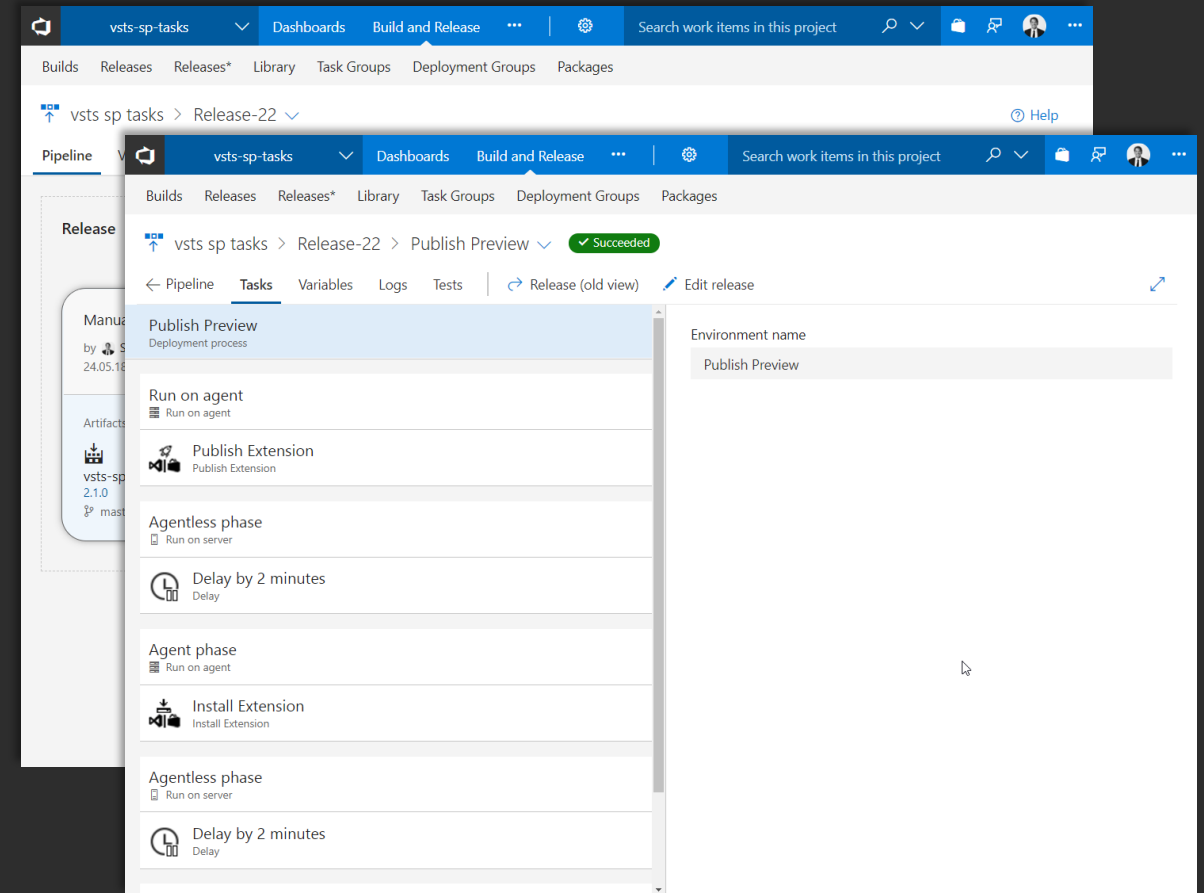 vsts-sp-tasks Dashboards Build and Release ••• Search work items in this project •••
Builds Releases Releases* Library Task Groups Deployment Groups Packages
vsts sp tasks > Release-22 Help
Pipeline V
Release
Manua
by S
24.05.18
Artifacts
vsts-sp
2.1.0
mast
vsts-sp-tasks Dashboards Build and Release ••• Search work items in this project •••
Builds Releases Releases* Library Task Groups Deployment Groups Packages
vsts sp tasks > Release-22 > Publish Preview Succeeded
Pipeline Tasks Variables Logs Tests Release (old view) Edit release
Publish Preview
Deployment process
Run on agent
Run on agent
Publish Extension
Publish Extension
Agentless phase
Run on server
Delay by 2 minutes
Delay
Agent phase
Run on agent
Install Extension
Install Extension
Agentless phase
Run on server
Delay by 2 minutes
Delay
Environment name
Publish Preview